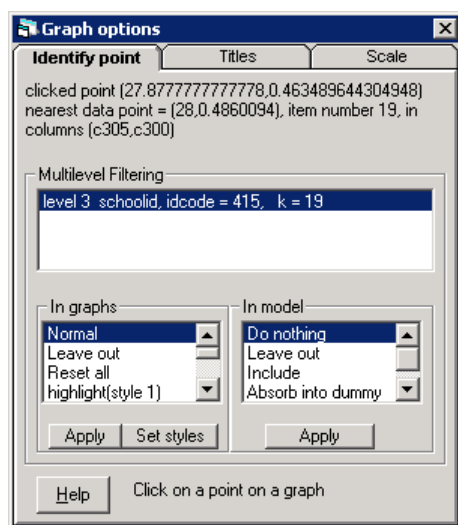 Graph options
Identify point Titles Scale
clicked point (27.8777777777778,0.463489644304948)
nearest data point = (28,0.4860094), item number 19, in
columns (c305,c300)
Multilevel Filtering
level 3 schoolid, idcode = 415, k = 19
In graphs In model
Normal Do nothing
Leave out Leave out
Reset all Include
highlight(style 1) Absorb into dummy
Apply Set styles Apply
Help Click on a point on a graph